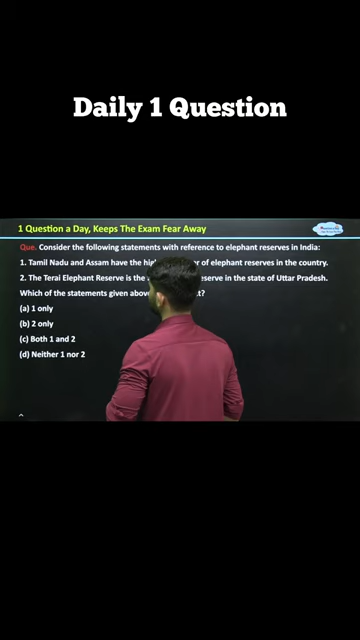 Daily 1 Question
1 Question a Day, Keeps The Exam Fear Away
Que. Consider the following statements with reference to elephant reserves in India:
1. Tamil Nadu and Assam have the of elephant reserves in the country.
2. The Terai Elephant Reserve is the reserve in the state of Uttar Pradesh.
Which of the statements given above
(a) 1 only
(b) 2 only
(c) Both 1 and 2
(d) Neither 1 nor 2